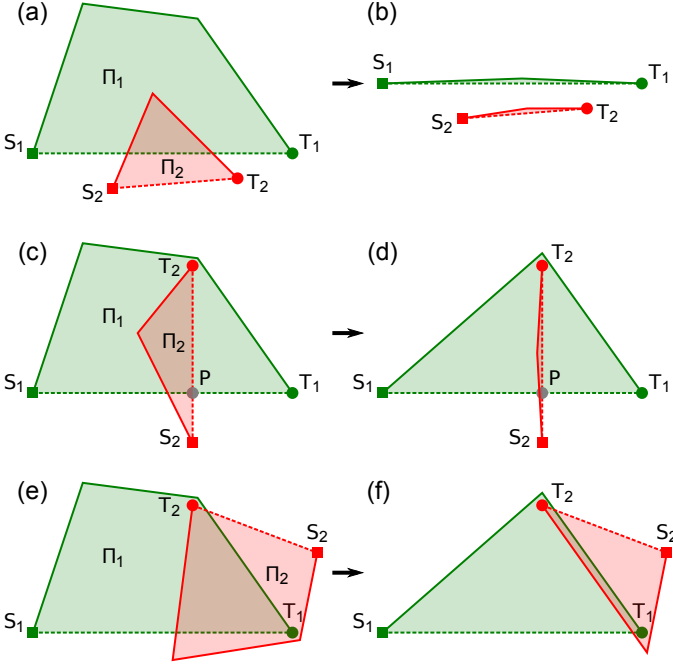 (a) (b)
Π₁
S₁ T₁
S₁ T₁
Π₂
S₂ T₂
S₂ T₂
(c) (d)
T₂ T₂
Π₁
Π₂
P P
S₁ T₁ S₁ T₁
S₂ S₂
(e) (f)
T₂ T₂
S₂ S₂
Π₁
Π₂
S₁ T₁ S₁ T₁